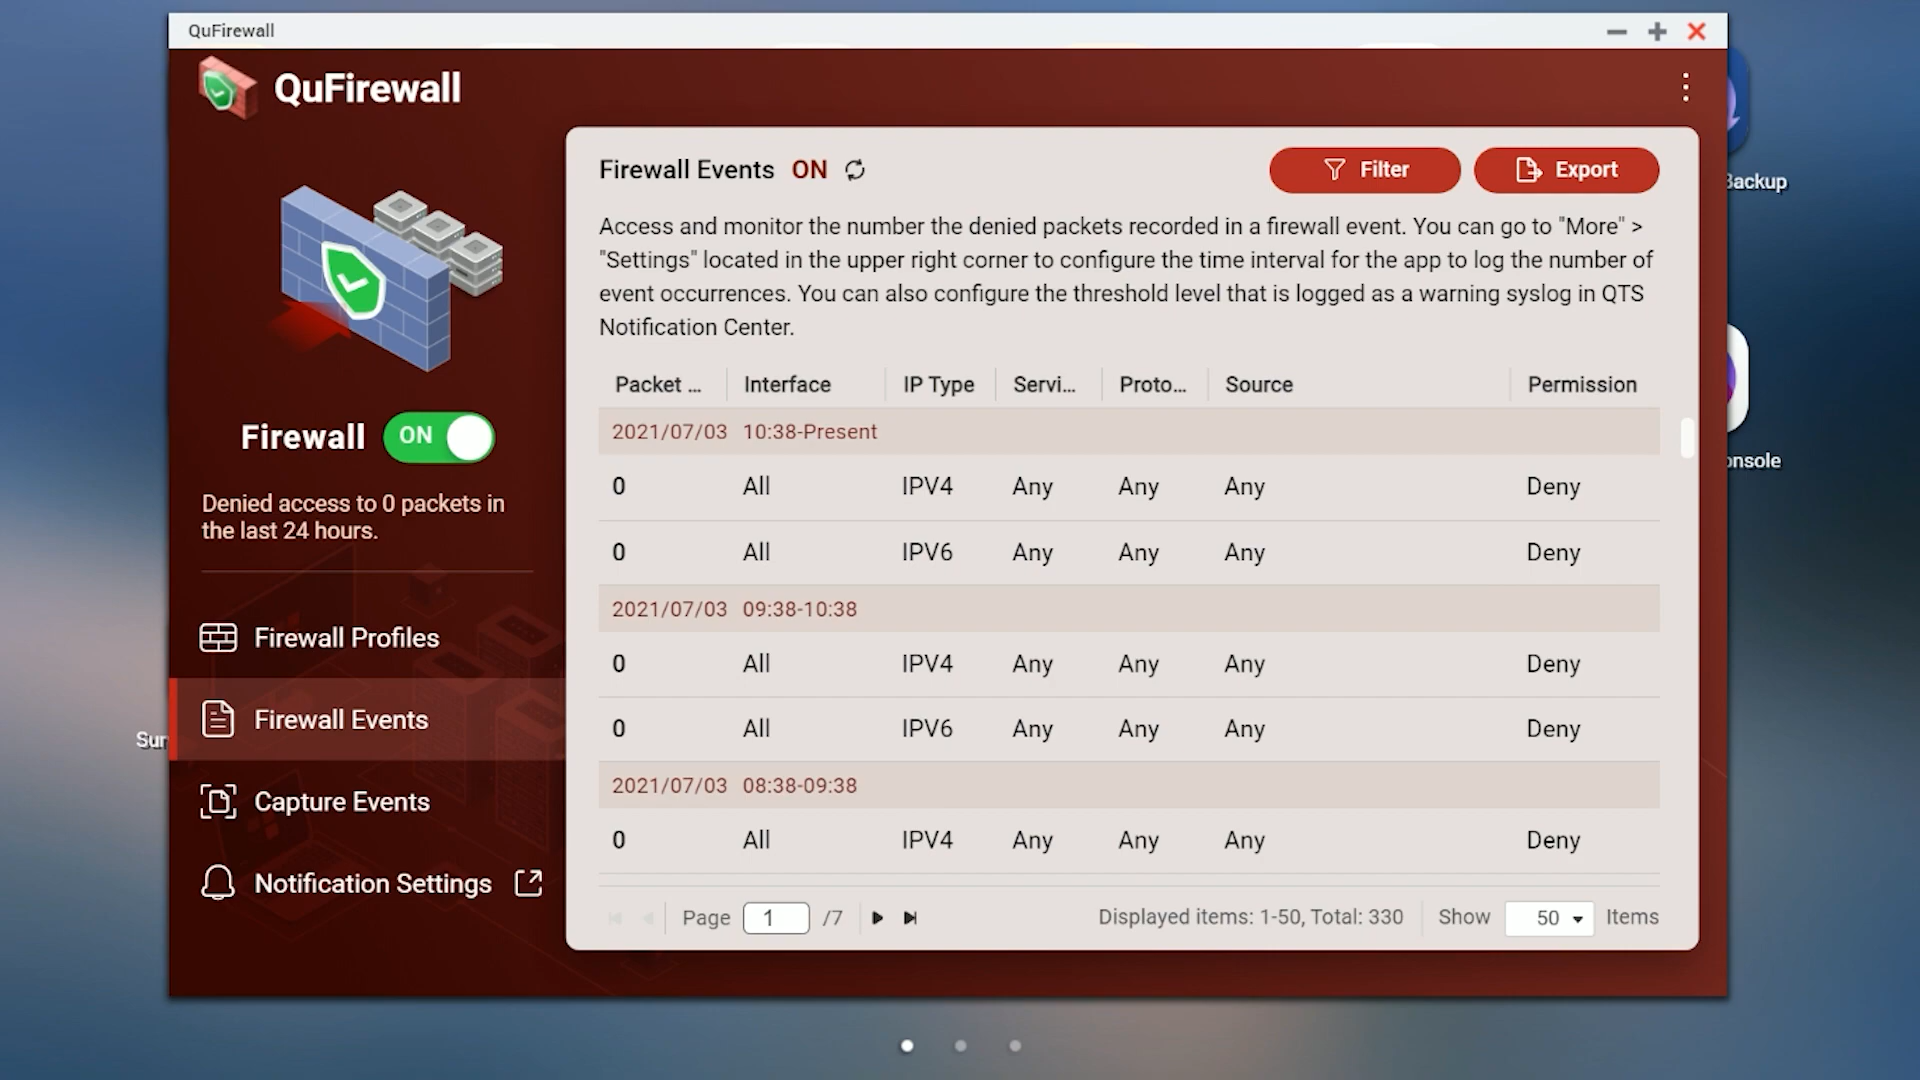 QuFirewall
QuFirewall
Firewall Events ON
Filter
Export
Access and monitor the number the denied packets recorded in a firewall event. You can go to "More" >
"Settings" located in the upper right corner to configure the time interval for the app to log the number of
event occurrences. You can also configure the threshold level that is logged as a warning syslog in QTS
Notification Center.
Packet ... Interface IP Type Servi... Proto... Source Permission
2021/07/03 10:38-Present
0 All IPV4 Any Any Any Deny
0 All IPV6 Any Any Any Deny
2021/07/03 09:38-10:38
0 All IPV4 Any Any Any Deny
0 All IPV6 Any Any Any Deny
2021/07/03 08:38-09:38
0 All IPV4 Any Any Any Deny
Page 1 /7
Displayed items: 1-50, Total: 330
Show 50 Items
Firewall ON
Denied access to 0 packets in
the last 24 hours.
Firewall Profiles
Firewall Events
Capture Events
Notification Settings
Backup
onsole
Sur